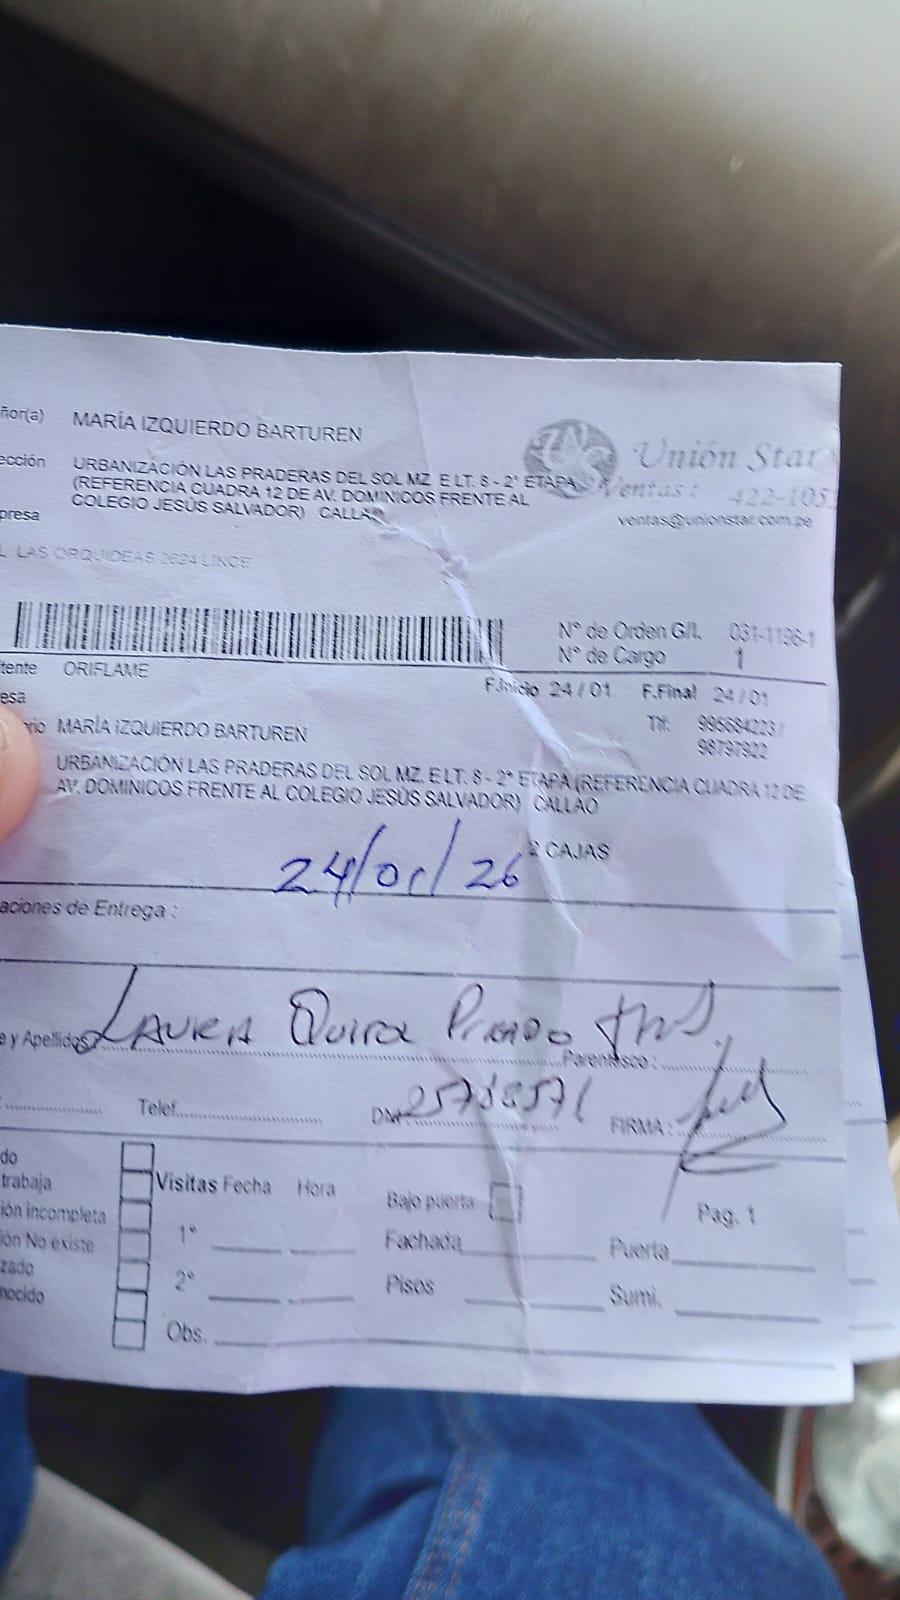 ñor(a) MARÍA IZQUIERDO BARTUREN
Unión Star
ección URBANIZACIÓN LAS PRADERAS DEL SOL MZ. E LT. 8 - 2° ETAPA
(REFERENCIA CUADRA 12 DE AV. DOMINICOS FRENTE AL
COLEGIO JESÚS SALVADOR) CALLAO
Ventas: 422-105
ventas@unionstar.com.pe
presa
L. LAS ORQUIDEAS 2624 LINCE
N° de Orden G/L. 031-1196-1
N° de Cargo 1
itente ORIFLAME
F.Inicio 24/01 F.Final 24/01
esa
rio MARÍA IZQUIERDO BARTUREN
Tlf: 995684223/
98797922
URBANIZACIÓN LAS PRADERAS DEL SOL MZ. E LT. 8 - 2° ETAPA (REFERENCIA CUADRA 12 DE
AV. DOMINICOS FRENTE AL COLEGIO JESÚS SALVADOR) CALLAO
2 CAJAS
24/01/26
aciones de Entrega :
e y Apellidos Laura
Parentesco :
Telef. DNI FIRMA :
do
trabaja Visitas Fecha Hora Bajo puerta Pag. 1
ión incompleta 1° Fachada Puerta
ión No existe
zado 2° Pisos Sumi.
nocido
Obs.